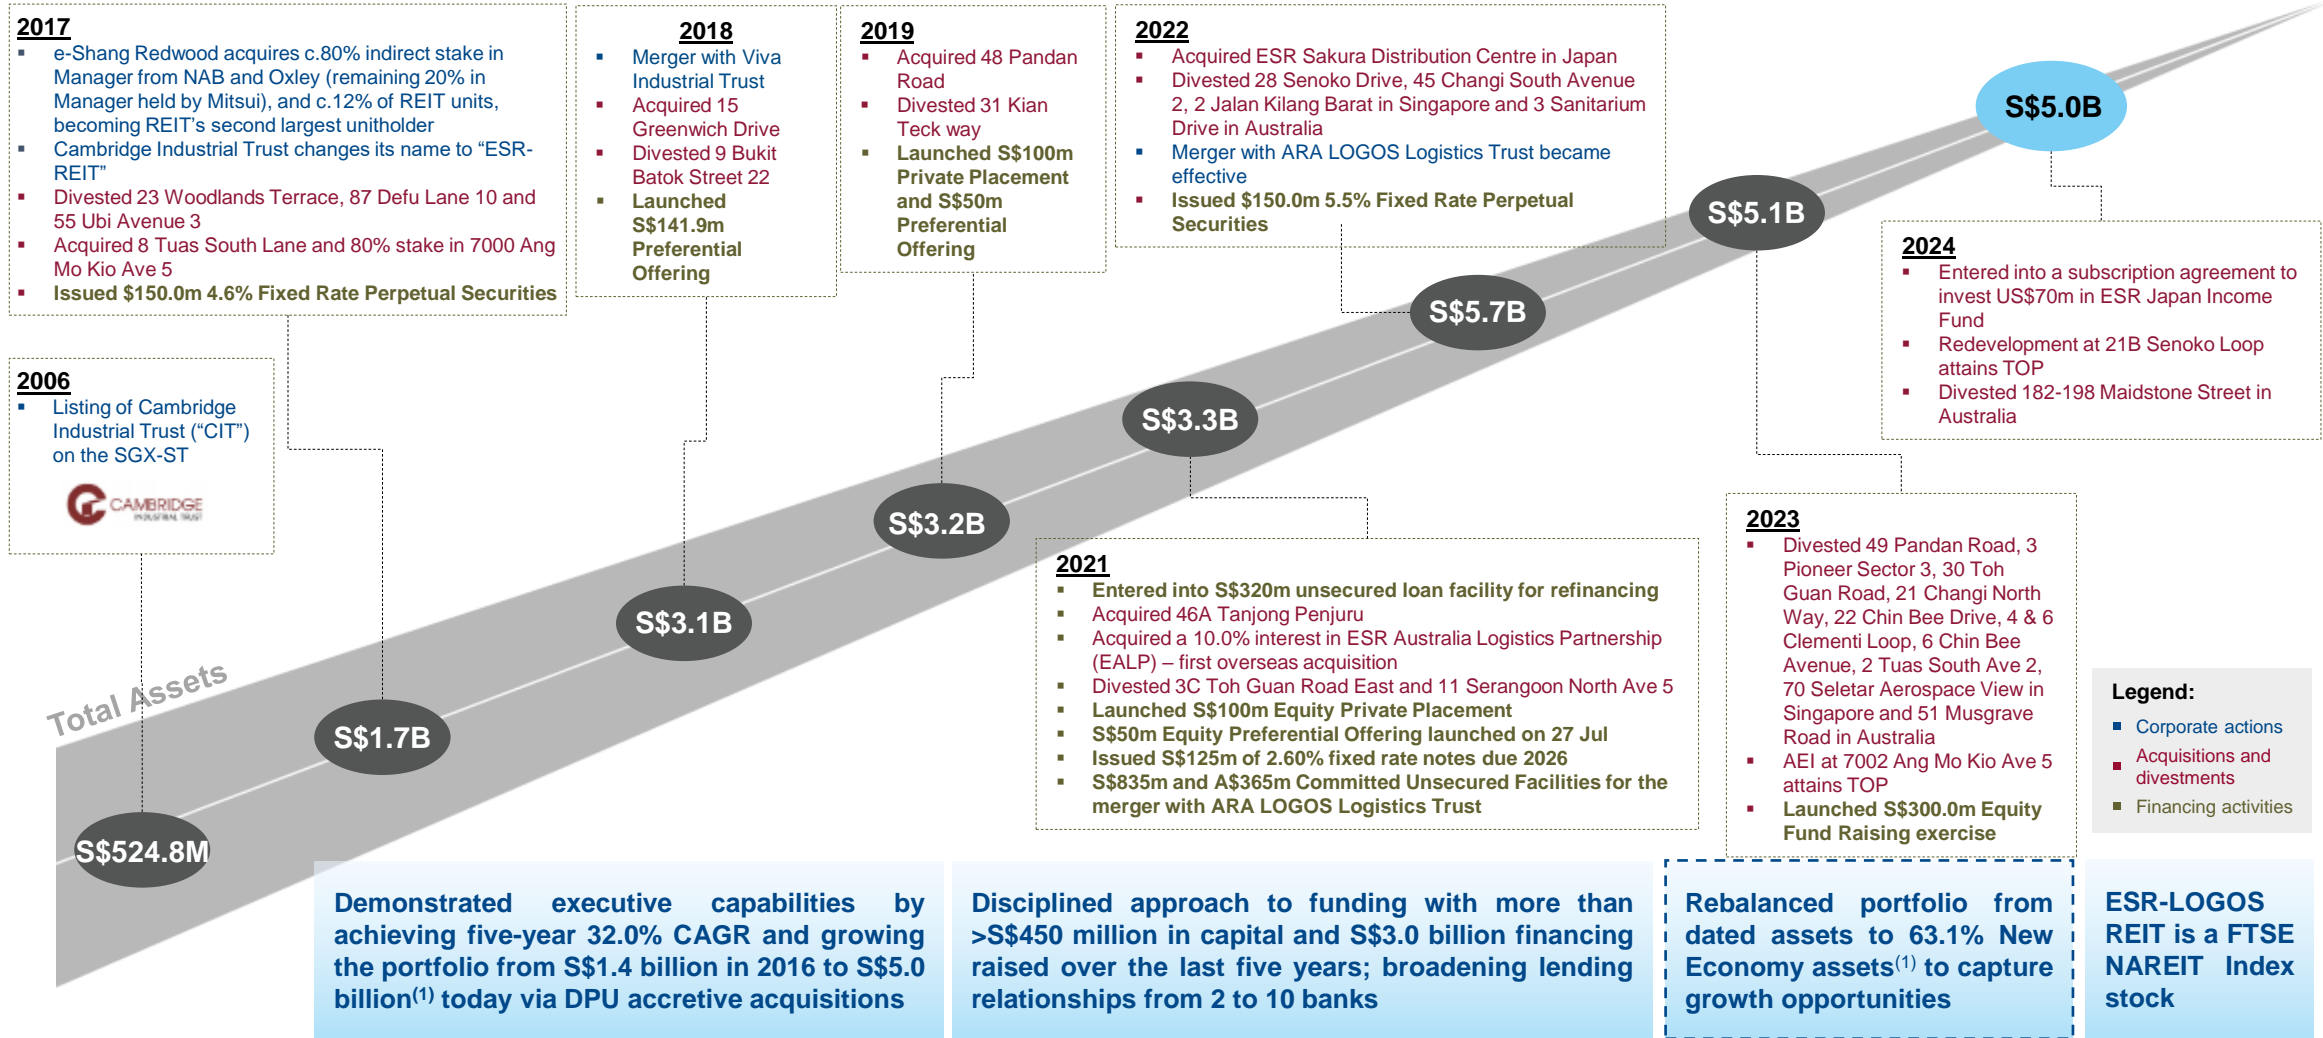 2017
▪ e-Shang Redwood acquires c.80% indirect stake in
Manager from NAB and Oxley (remaining 20% in
Manager held by Mitsui), and c.12% of REIT units,
becoming REIT's second largest unitholder
▪ Cambridge Industrial Trust changes its name to “ESR-
REIT”
▪ Divested 23 Woodlands Terrace, 87 Defu Lane 10 and
55 Ubi Avenue 3
▪ Acquired 8 Tuas South Lane and 80% stake in 7000 Ang
Mo Kio Ave 5
▪ Issued $150.0m 4.6% Fixed Rate Perpetual Securities
2018
▪ Merger with Viva
Industrial Trust
▪ Acquired 15
Greenwich Drive
▪ Divested 9 Bukit
Batok Street 22
▪ Launched
S$141.9m
Preferential
Offering
2019
▪ Acquired 48 Pandan
Road
▪ Divested 31 Kian
Teck way
▪ Launched S$100m
Private Placement
and S$50m
Preferential
Offering
2022
▪ Acquired ESR Sakura Distribution Centre in Japan
▪ Divested 28 Senoko Drive, 45 Changi South Avenue
2, 2 Jalan Kilang Barat in Singapore and 3 Sanitarium
Drive in Australia
▪ Merger with ARA LOGOS Logistics Trust became
effective
▪ Issued $150.0m 5.5% Fixed Rate Perpetual
Securities
S$5.0B
S$5.1B
S$5.7B
S$3.3B
S$3.2B
S$3.1B
S$1.7B
S$524.8M
Total Assets
2006
▪ Listing of Cambridge
Industrial Trust (“CIT”)
on the SGX-ST
CAMBRIDGE
INDUSTRIAL TRUST
2024
▪ Entered into a subscription agreement to
invest US$70m in ESR Japan Income
Fund
▪ Redevelopment at 21B Senoko Loop
attains TOP
▪ Divested 182-198 Maidstone Street in
Australia
2021
▪ Entered into S$320m unsecured loan facility for refinancing
▪ Acquired 46A Tanjong Penjuru
▪ Acquired a 10.0% interest in ESR Australia Logistics Partnership
(EALP) – first overseas acquisition
▪ Divested 3C Toh Guan Road East and 11 Serangoon North Ave 5
▪ Launched S$100m Equity Private Placement
▪ S$50m Equity Preferential Offering launched on 27 Jul
▪ Issued S$125m of 2.60% fixed rate notes due 2026
▪ S$835m and A$365m Committed Unsecured Facilities for the
merger with ARA LOGOS Logistics Trust
2023
▪ Divested 49 Pandan Road, 3
Pioneer Sector 3, 30 Toh
Guan Road, 21 Changi North
Way, 22 Chin Bee Drive, 4 & 6
Clementi Loop, 6 Chin Bee
Avenue, 2 Tuas South Ave 2,
70 Seletar Aerospace View in
Singapore and 51 Musgrave
Road in Australia
▪ AEI at 7002 Ang Mo Kio Ave 5
attains TOP
▪ Launched S$300.0m Equity
Fund Raising exercise
Legend:
▪ Corporate actions
▪ Acquisitions and
divestments
▪ Financing activities
Demonstrated executive capabilities by
achieving five-year 32.0% CAGR and growing
the portfolio from S$1.4 billion in 2016 to S$5.0
billion(1) today via DPU accretive acquisitions
Disciplined approach to funding with more than
>S$450 million in capital and S$3.0 billion financing
raised over the last five years; broadening lending
relationships from 2 to 10 banks
Rebalanced portfolio from
dated assets to 63.1% New
Economy assets(1) to capture
growth opportunities
ESR-LOGOS
REIT is a FTSE
NAREIT Index
stock